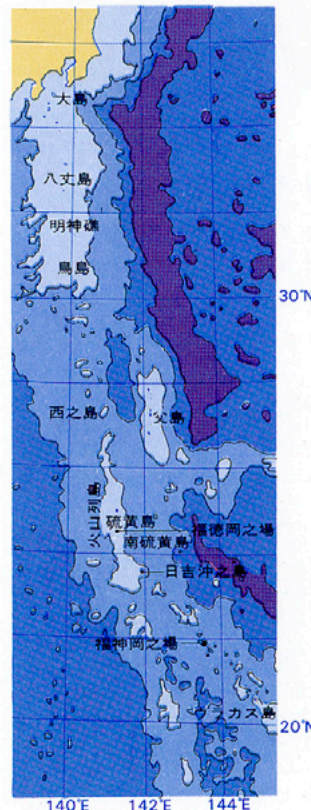 大島
八丈島
明神礁
鳥島
30°N
西之島
父島
火山列島
硫黄島
福徳岡之場
南硫黄島
日吉沖之島
福神岡之場
ウラカス島
20°N
140°E
142°E
144°E